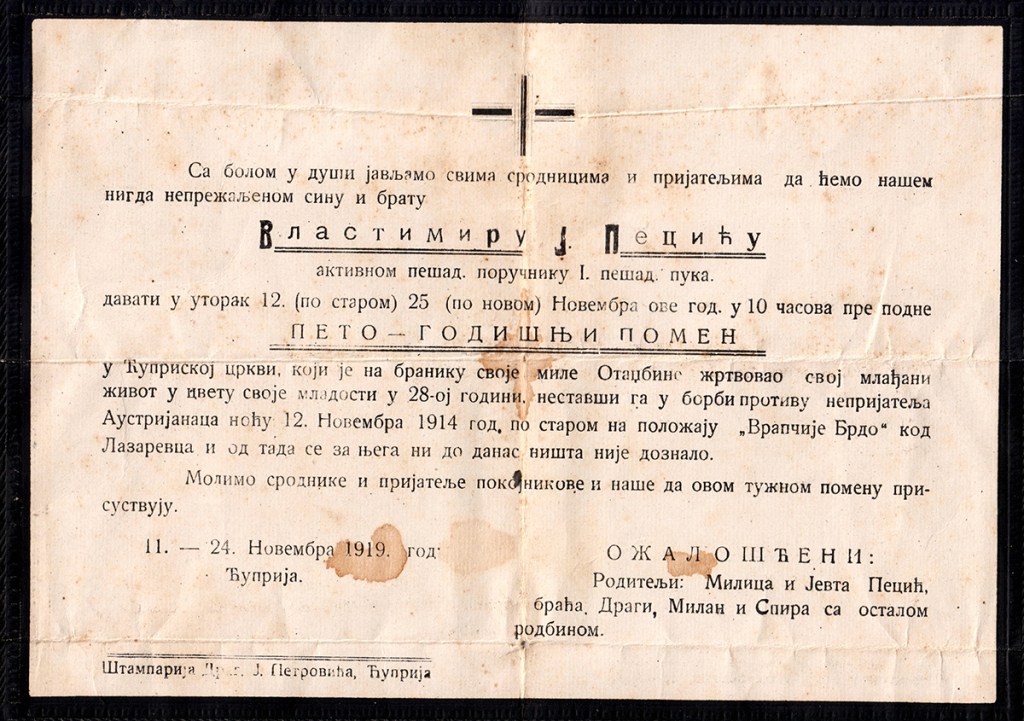 Са болом у души јављамо свима сродницима и пријатељима да ћемо нашем
нигда непрежаљеном сину и брату
Властимиру Ј. Пецићу
активном пешад. поручнику I. пешад. пука.
давати у уторак 12. (по старом) 25 (по новом) Новембра ове год. у 10 часова пре подне
ПЕТО – ГОДИШЊИ ПОМЕН
у Ћуприској цркви, који је на бранику своје миле Отаџбине жртвовао свој млађани
живот у цвету своје младости у 28-ој години, неставши га у борби противу непријатеља
Аустријанаца ноћу 12. Новембра 1914 год. по старом на положају „Врапчије Брдо“ код
Лазаревца и од тада се за њега ни до данас ништа није дознало.
Молимо сроднике и пријатеље покојникове и наше да овом тужном помену при-
суствују.
11. — 24. Новембра 1919. год.
Ћуприја.
ОЖАЛОШЋЕНИ:
Родитељи: Милица и Јевта Пецић,
браћа Драги, Милан и Спира са осталом
родбином.
Штампарија Драг. Ј. Петровића, Ћуприја